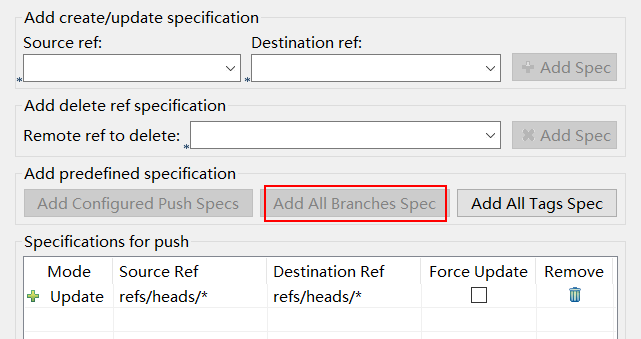 Add create/update specification
Source ref: Destination ref:
* * Add Spec
Add delete ref specification
Remote ref to delete: * Add Spec
Add predefined specification
Add Configured Push Specs Add All Branches Spec Add All Tags Spec
Specifications for push
Mode Source Ref Destination Ref Force Update Remove
Update refs/heads/* refs/heads/*